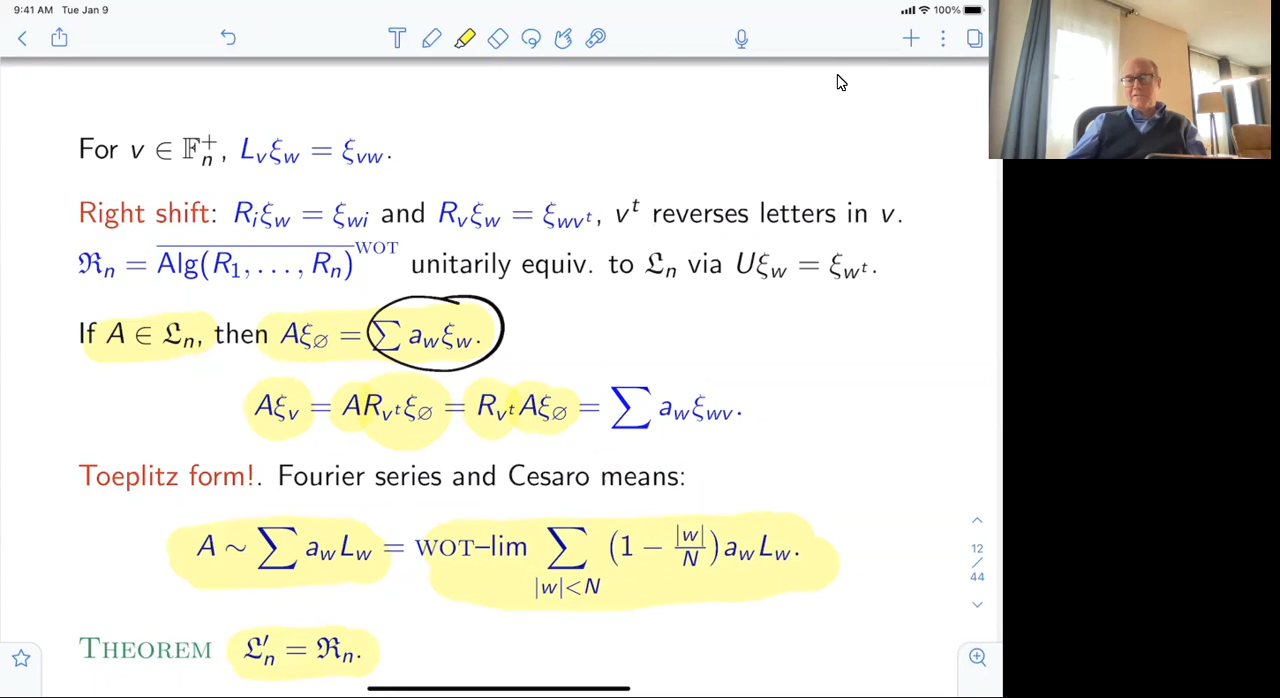 9:41 AM Tue Jan 9
100%
For v ∈ 𝔽ₙ⁺, L_v ξ_w = ξ_{vw}.
Right shift: R_i ξ_w = ξ_{wi} and R_v ξ_w = ξ_{wv^t}, v^t reverses letters in v.
ℜₙ = \overline{Alg(R₁, . . . , Rₙ)}^{WOT} unitarily equiv. to 𝔏ₙ via Uξ_w = ξ_{w^t}.
If A ∈ 𝔏ₙ, then Aξ_∅ = ∑ a_w ξ_w.
Aξ_v = AR_{v^t} ξ_∅ = R_{v^t} Aξ_∅ = ∑ a_w ξ_{wv}.
Toeplitz form!. Fourier series and Cesaro means:
A ∼ ∑ a_w L_w = WOT–lim ∑_{|w|<N} (1 − |w|/N) a_w L_w.
12
/
44
THEOREM 𝔏ₙ′ = ℜₙ.